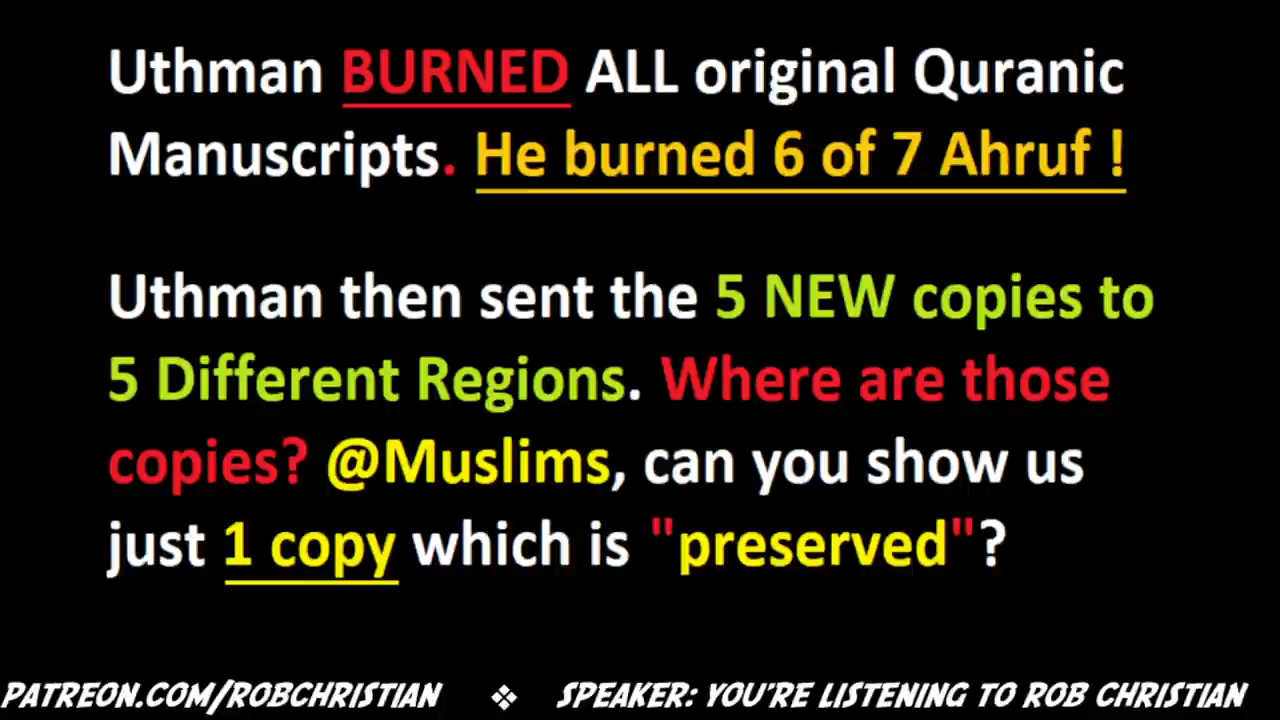 Uthman BURNED ALL original Quranic
Manuscripts. He burned 6 of 7 Ahruf !
Uthman then sent the 5 NEW copies to
5 Different Regions. Where are those
copies? @Muslims, can you show us
just 1 copy which is "preserved"?
PATREON.COM/ROBCHRISTIAN ❖ SPEAKER: YOU'RE LISTENING TO ROB CHRISTIAN